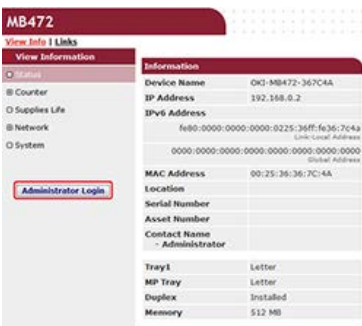 MB472
View Info | Links
View Information
Status
Counter
Supplies Life
Network
System
Administrator Login
Information
Device Name OKI-MB472-367C4A
IP Address 192.168.0.2
IPv6 Address
fe80:0000:0000:0000:0225:36ff:fe36:7c4a
Link-Local Address
0000:0000:0000:0000:0000:0000:0000:0000
Global Address
MAC Address 00:25:36:36:7C:4A
Location
Serial Number
Asset Number
Contact Name
- Administrator
Tray1 Letter
MP Tray Letter
Duplex Installed
Memory 512 MB